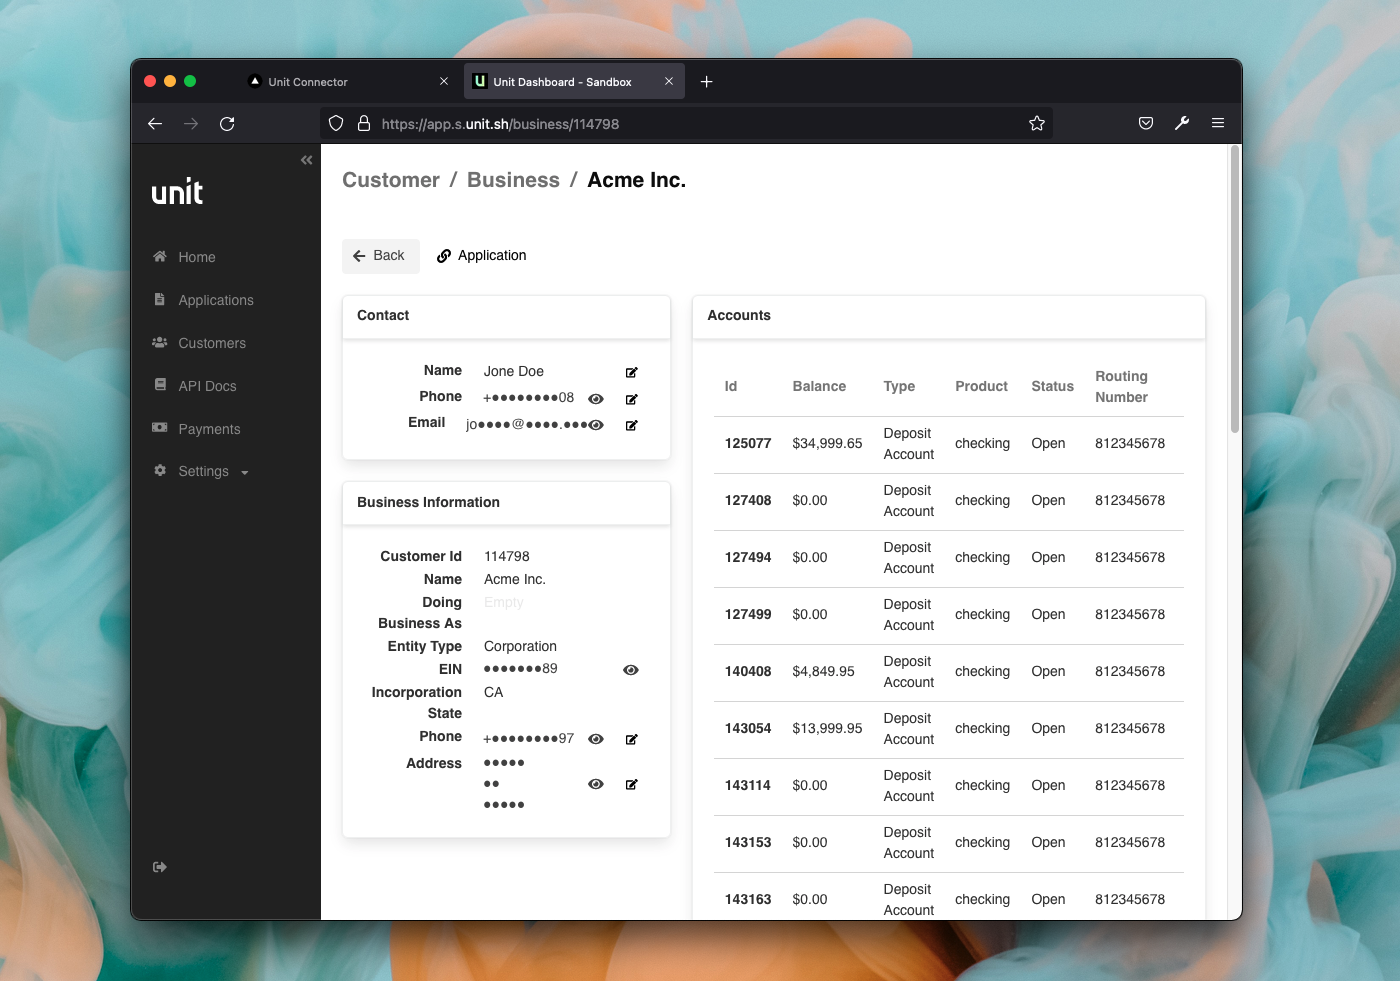 Unit Connector
Unit Dashboard - Sandbox
https://app.s.unit.sh/business/114798
unit
Home
Applications
Customers
API Docs
Payments
Settings
Customer / Business / Acme Inc.
Back
Application
Contact
Name Jone Doe
Phone +●●●●●●●●08
Email jo●●●●@●●●●.●●●
Business Information
Customer Id 114798
Name Acme Inc.
Doing Empty
Business As
Entity Type Corporation
EIN ●●●●●●●89
Incorporation CA
State
Phone +●●●●●●●●97
Address ●●●●●
●●
●●●●●
Accounts
Id Balance Type Product Status Routing
Number
125077 $34,999.65 Deposit Account checking Open 812345678
127408 $0.00 Deposit Account checking Open 812345678
127494 $0.00 Deposit Account checking Open 812345678
127499 $0.00 Deposit Account checking Open 812345678
140408 $4,849.95 Deposit Account checking Open 812345678
143054 $13,999.95 Deposit Account checking Open 812345678
143114 $0.00 Deposit Account checking Open 812345678
143153 $0.00 Deposit Account checking Open 812345678
143163 $0.00 Deposit Account checking Open 812345678